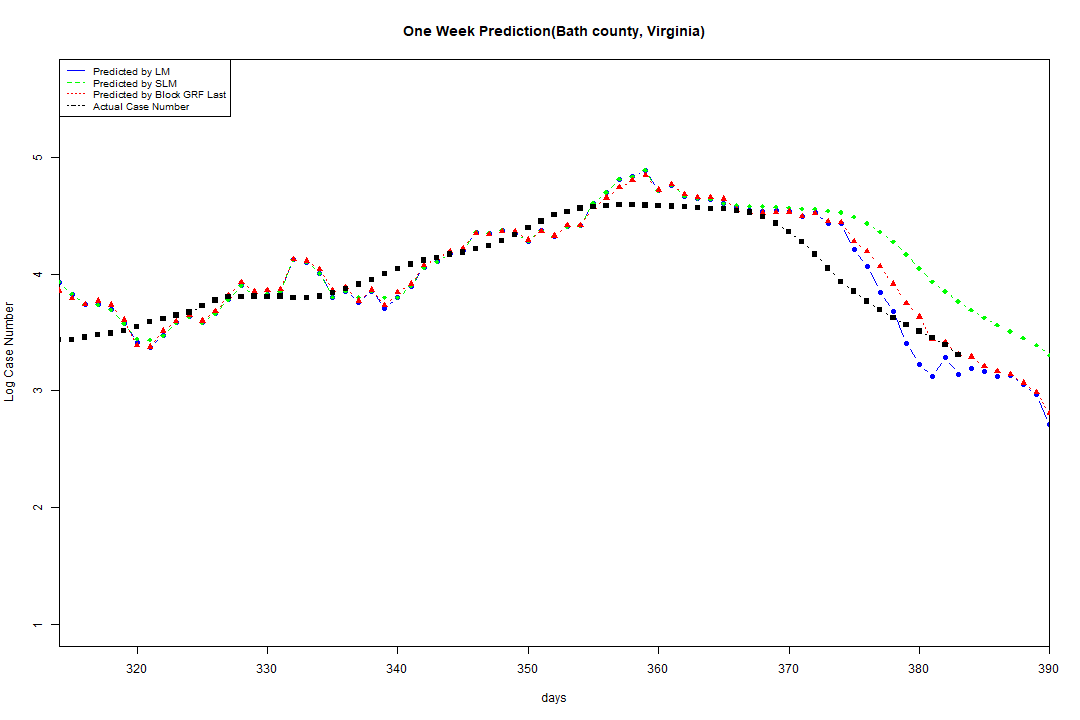 One Week Prediction(Bath county, Virginia)
Predicted by LM
Predicted by SLM
Predicted by Block GRF Last
Actual Case Number
5
4
3
2
1
Log Case Number
320 330 340 350 360 370 380 390
days